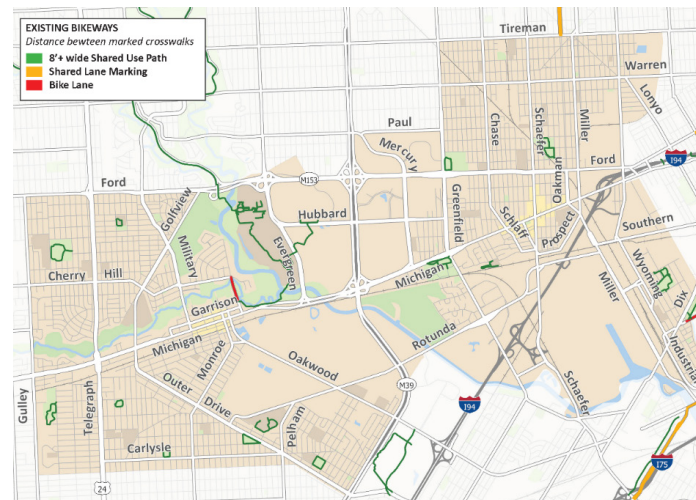 EXISTING BIKEWAYS
Distance bewteen marked crosswalks
8'+ wide Shared Use Path
Shared Lane Marking
Bike Lane
Tireman
Warren
Lonyo
Paul
Mercury
Chase
Schaefer
Miller
Oakman
I94
Ford
M153
Ford
Golfview
Hubbard
Greenfield
Schlaff
Prospect
Southern
Military
Evergreen
Cherry Hill
Michigan
Wyoming
Dix
Miller
Garrison
Michigan
Rotunda
Industrial
Monroe
Oakwood
Outer Drive
M39
Schaefer
I94
Gulley
Telegraph
Pelham
Carlysle
I75
24